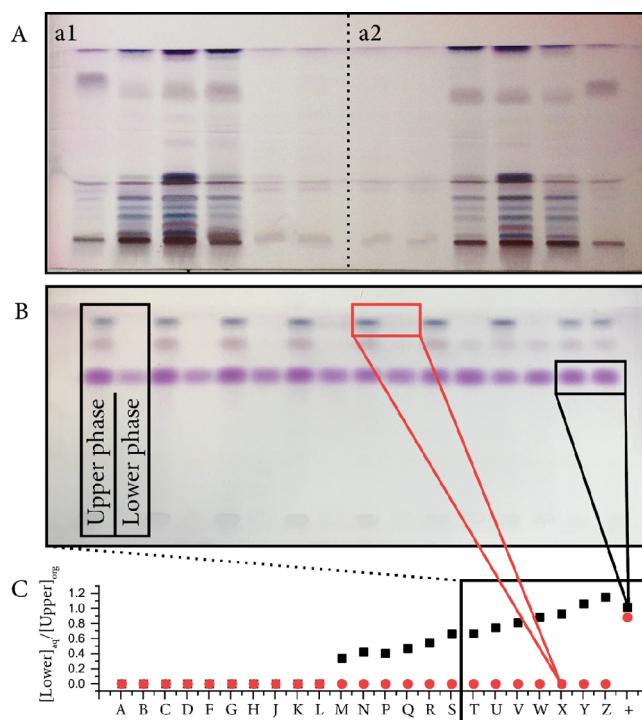 A
a1
a2
B
Upper phase
Lower phase
C
[Lower]aq/[Upper]org
1.2
1.0
0.8
0.6
0.4
0.2
0.0
A B C D F G H J K L M N P Q R S T U V W X Y Z +